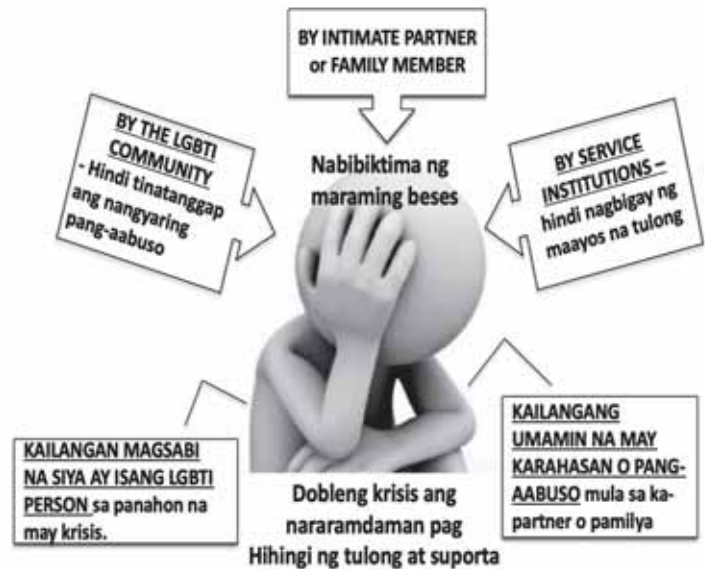 BY INTIMATE PARTNER
or FAMILY MEMBER
BY THE LGBTI
COMMUNITY
- Hindi tinatanggap
ang nangyaring
pang-aabuso
Nabibiktima ng
maraming beses
BY SERVICE
INSTITUTIONS –
hindi nagbigay ng
maayos na tulong
KAILANGAN MAGSABI
NA SIYA AY ISANG LGBTI
PERSON sa panahon na
may krisis.
Dobleng krisis ang
nararamdaman pag
Hihingi ng tulong at suporta
KAILANGANG
UMAMIN NA MAY
KARAHASAN O PANG-
AABUSO mula sa ka-
partner o pamilya